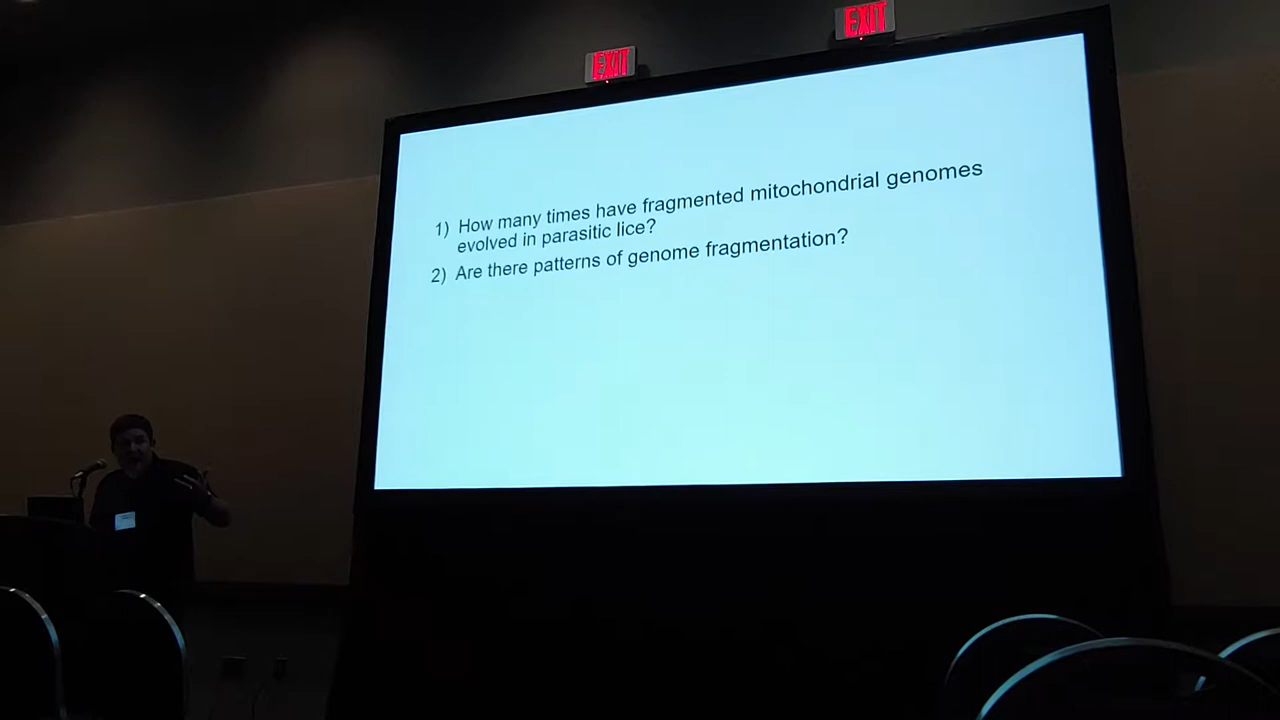 EXIT
EXIT
1) How many times have fragmented mitochondrial genomes
evolved in parasitic lice?
2) Are there patterns of genome fragmentation?